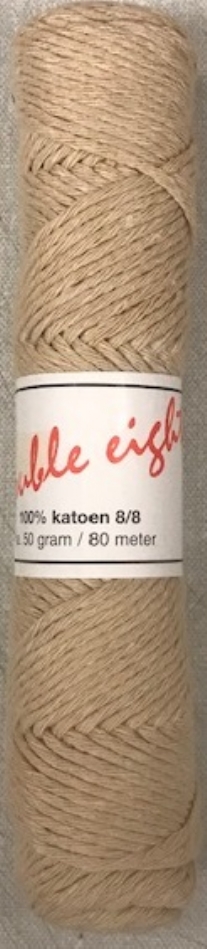 uble eigh
100% katoen 8/8
. 50 gram / 80 meter